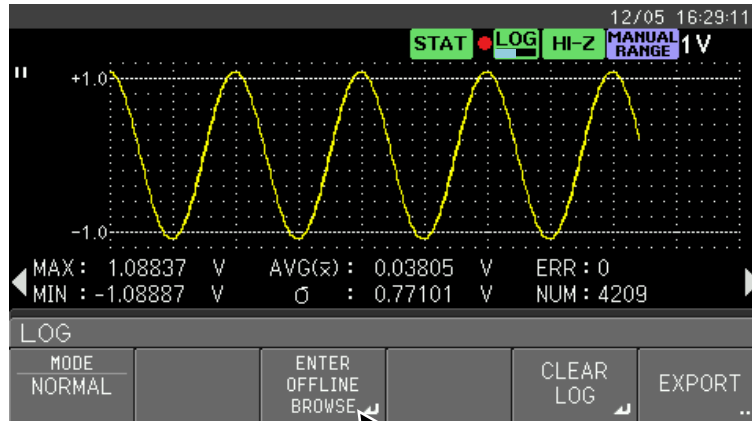 12/05 16:29:11
STAT LOG HI-Z MANUAL RANGE 1 V
+1.0
-1.0
MAX : 1.08837 V AVG(x̄) : 0.03805 V ERR : 0
MIN : -1.08887 V σ : 0.77101 V NUM : 4209
LOG
MODE
NORMAL
ENTER
OFFLINE
BROWSE
CLEAR
LOG
EXPORT